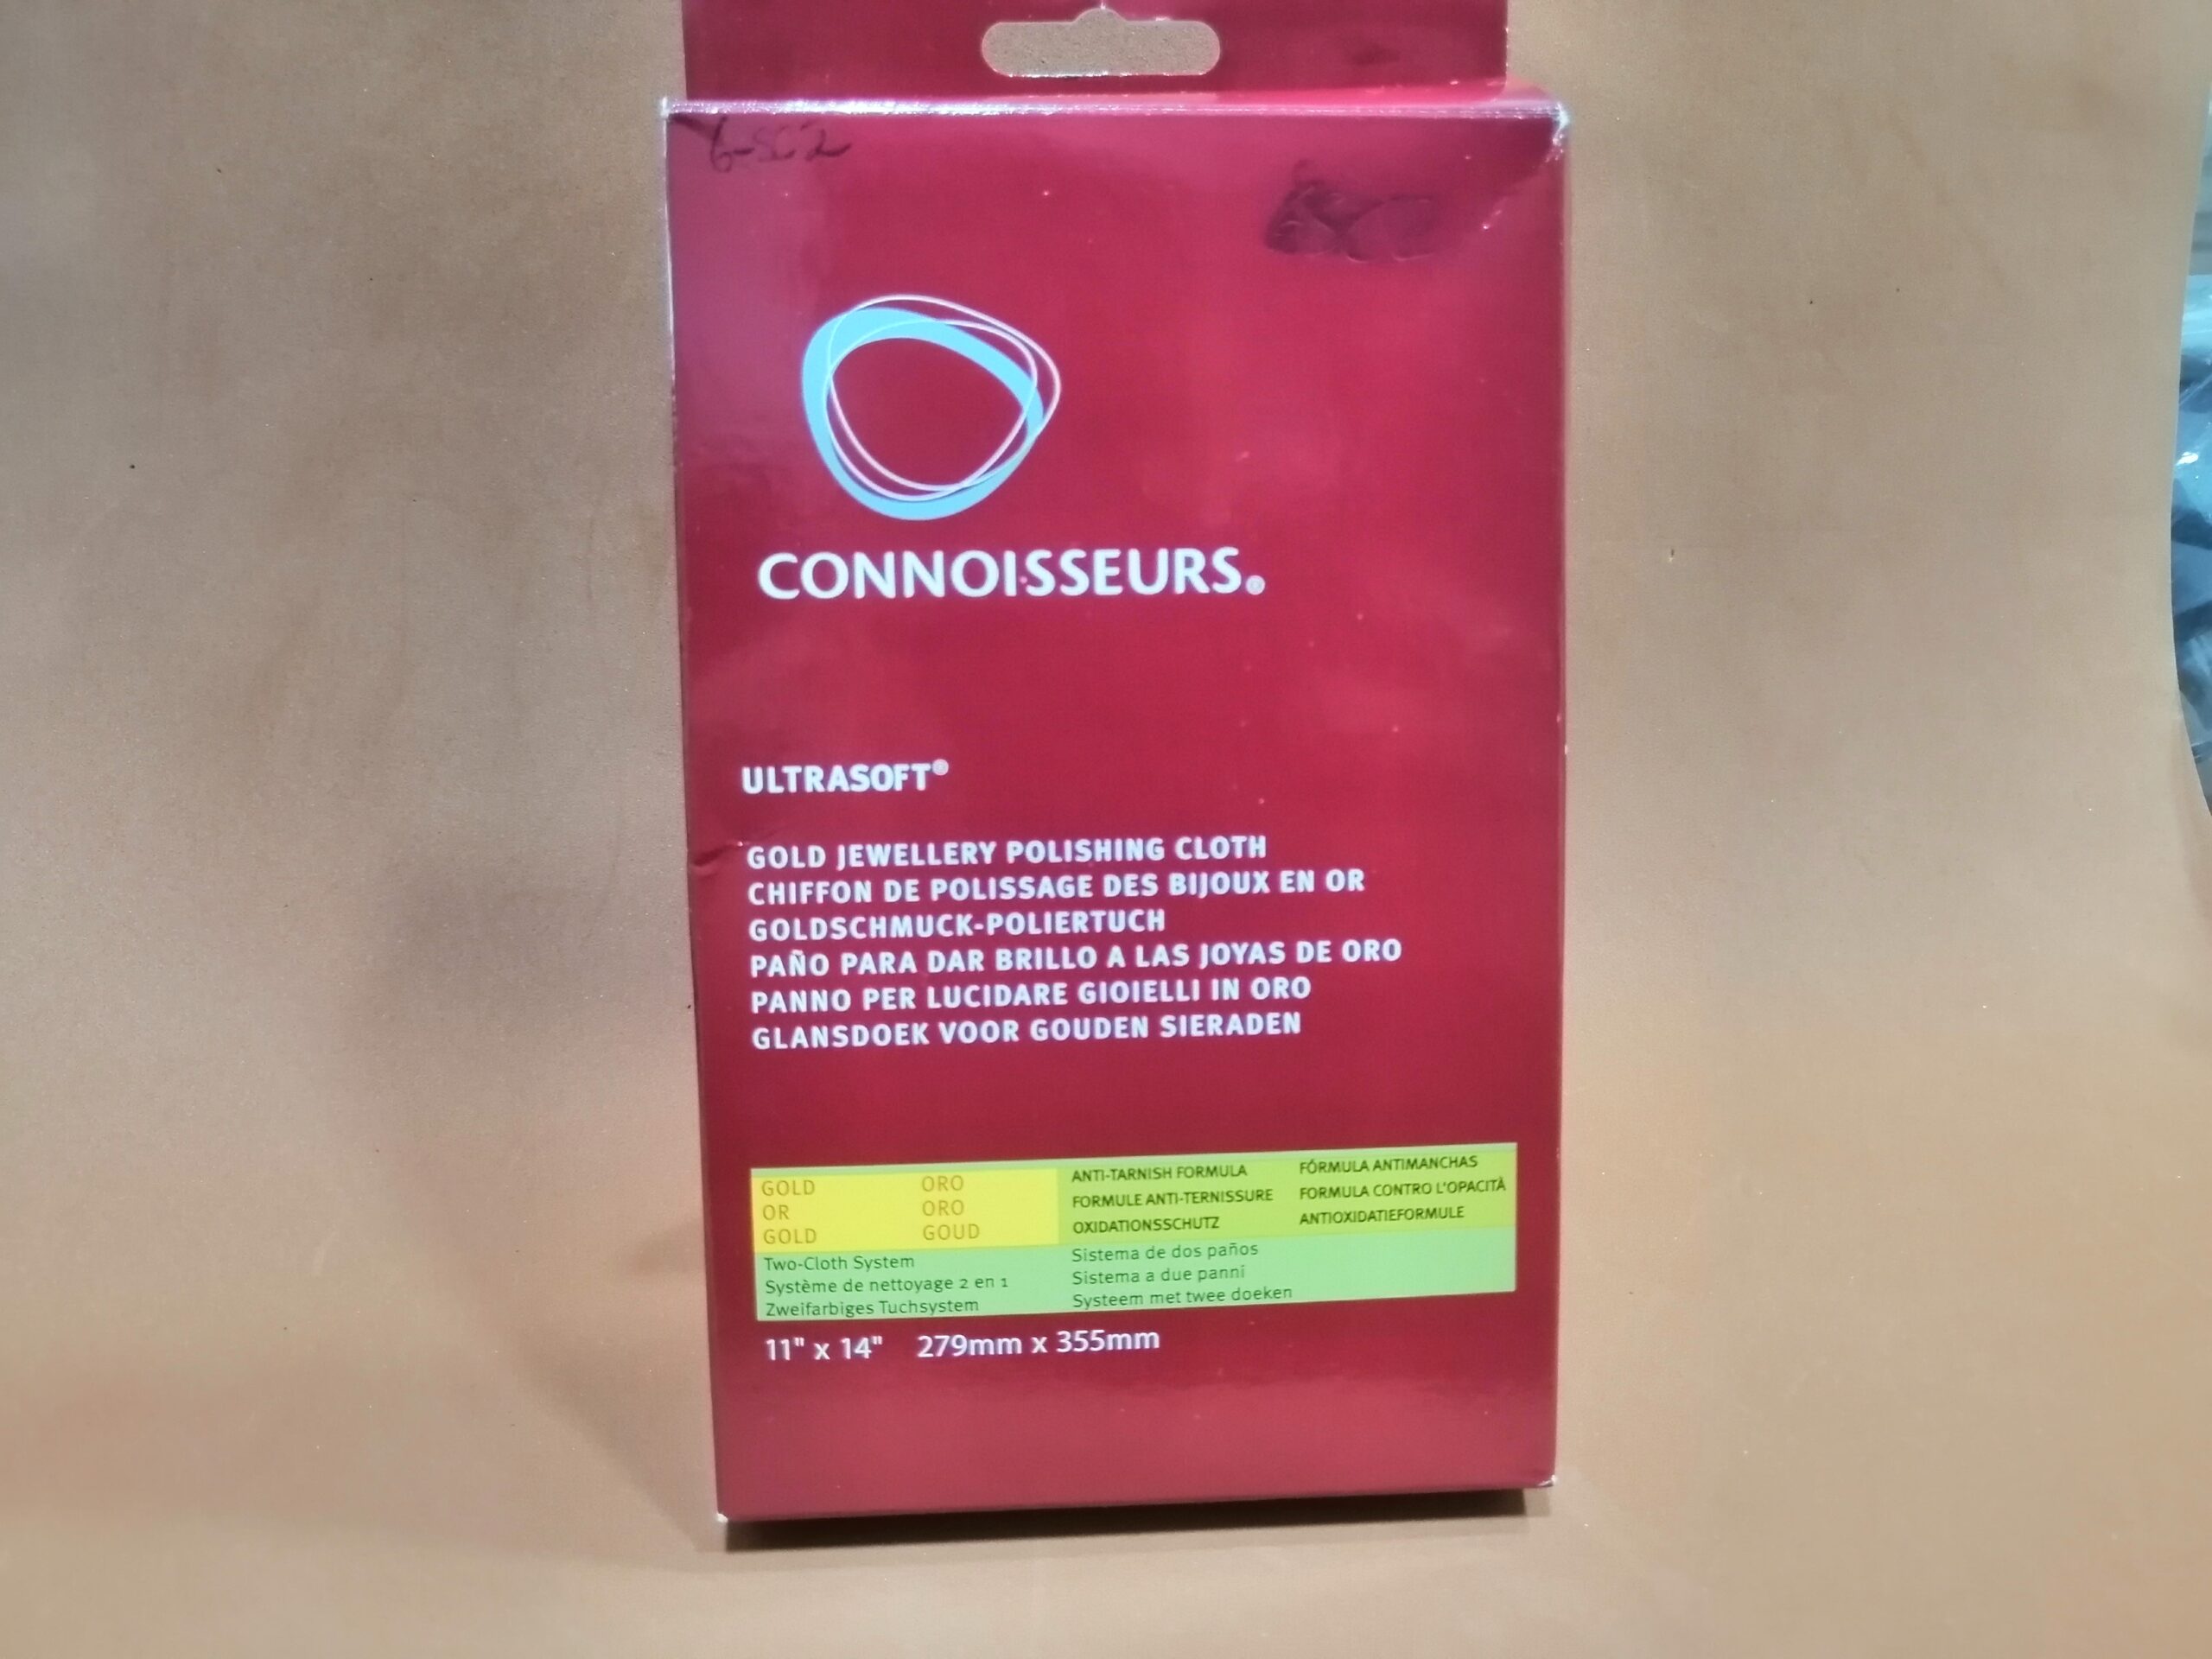 CONNOISSEURS®
ULTRASOFT®
GOLD JEWELLERY POLISHING CLOTH
CHIFFON DE POLISSAGE DES BIJOUX EN OR
GOLDSCHMUCK-POLIERTUCH
PAÑO PARA DAR BRILLO A LAS JOYAS DE ORO
PANNO PER LUCIDARE GIOIELLI IN ORO
GLANSDOEK VOOR GOUDEN SIERADEN
GOLD ORO
OR ORO
GOLD GOUD
ANTI-TARNISH FORMULA FÓRMULA ANTIMANCHAS
FORMULE ANTI-TERNISSURE FORMULA CONTRO L'OPACITÀ
OXIDATIONSSCHUTZ ANTIOXIDATIEFORMULE
Two-Cloth System Sistema de dos paños
Système de nettoyage 2 en 1 Sistema a due panni
Zweifarbiges Tuchsystem Systeem met twee doeken
11" x 14" 279mm x 355mm